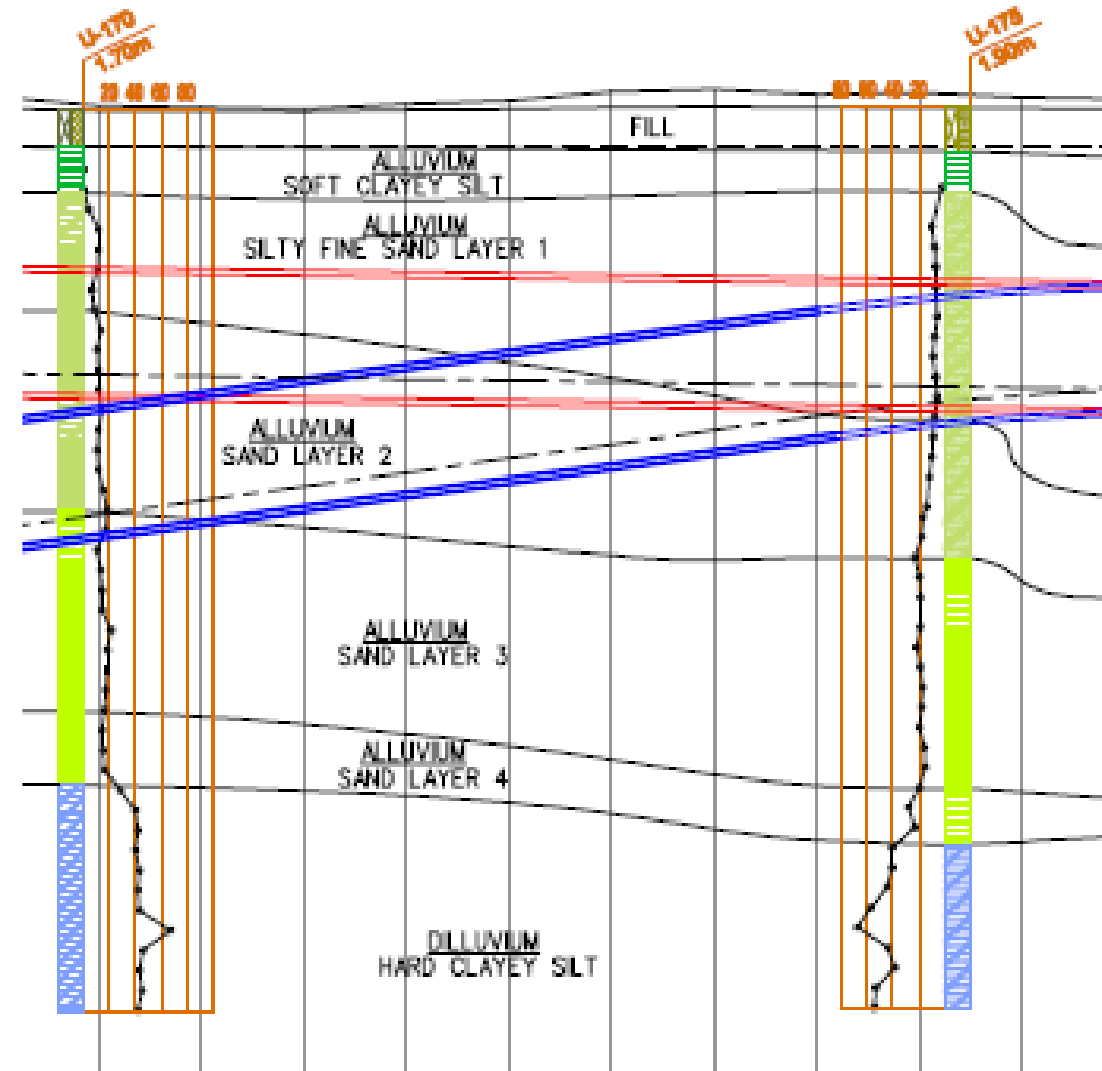 U-170
1.70m
20 40 60 80
U-175
1.90m
80 60 40 20
FILL
ALLUVIUM
SOFT CLAYEY SILT
ALLUVIUM
SILTY FINE SAND LAYER 1
ALLUVIUM
SAND LAYER 2
ALLUVIUM
SAND LAYER 3
ALLUVIUM
SAND LAYER 4
DILLUVIUM
HARD CLAYEY SILT